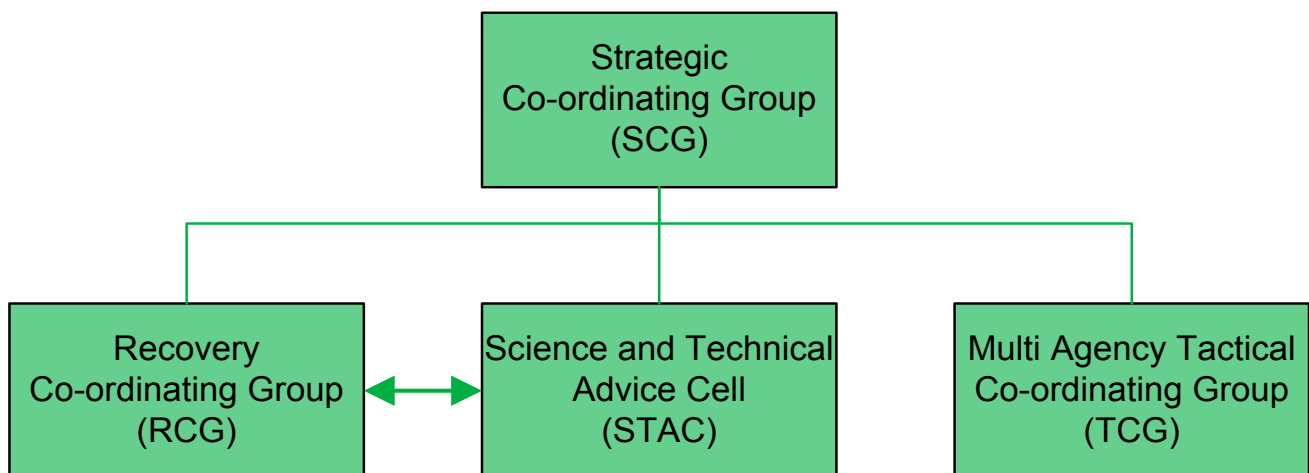 Strategic
Co-ordinating Group
(SCG)
Recovery
Co-ordinating Group
(RCG)
Science and Technical
Advice Cell
(STAC)
Multi Agency Tactical
Co-ordinating Group
(TCG)